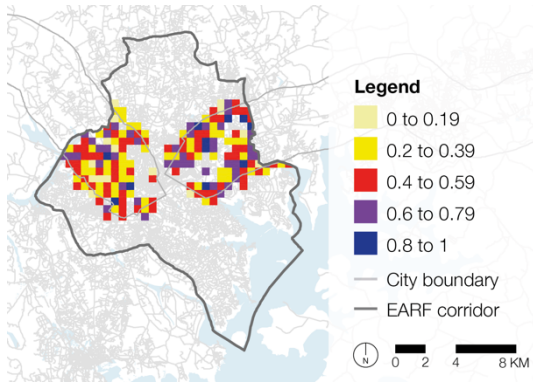 Legend
0 to 0.19
0.2 to 0.39
0.4 to 0.59
0.6 to 0.79
0.8 to 1
City boundary
EARF corridor
N
0 2 4 8 KM